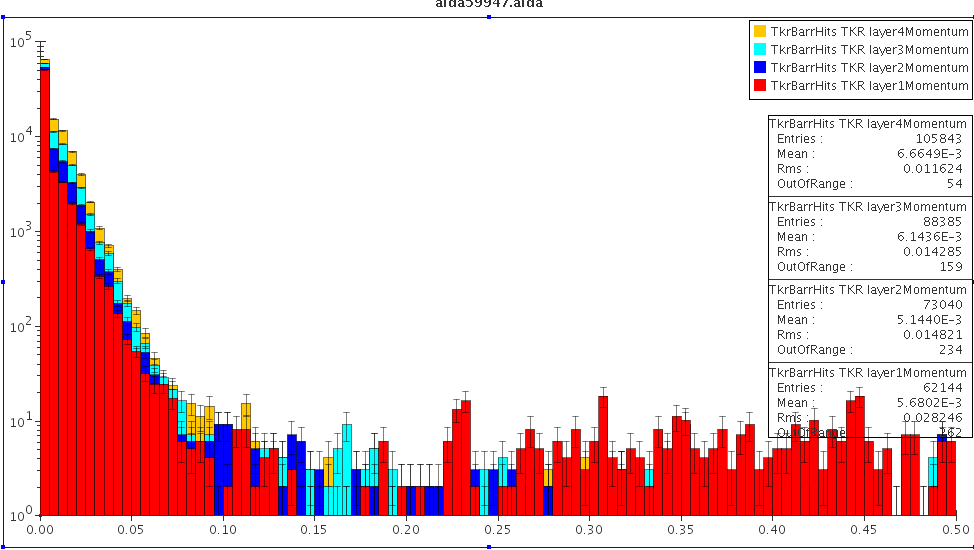 aida59947.aida
TkrBarrHits TKR layer4Momentum
TkrBarrHits TKR layer3Momentum
TkrBarrHits TKR layer2Momentum
TkrBarrHits TKR layer1Momentum
TkrBarrHits TKR layer4Momentum
Entries : 105843
Mean : 6.6649E-3
Rms : 0.011624
OutOfRange : 54
TkrBarrHits TKR layer3Momentum
Entries : 88385
Mean : 6.1436E-3
Rms : 0.014285
OutOfRange : 159
TkrBarrHits TKR layer2Momentum
Entries : 73040
Mean : 5.1440E-3
Rms : 0.014821
OutOfRange : 234
TkrBarrHits TKR layer1Momentum
Entries : 62144
Mean : 5.6802E-3
Rms : 0.028246
OutOfRange : 262
10^5
10^4
10^3
10^2
10^1
10^0
0.00 0.05 0.10 0.15 0.20 0.25 0.30 0.35 0.40 0.45 0.50